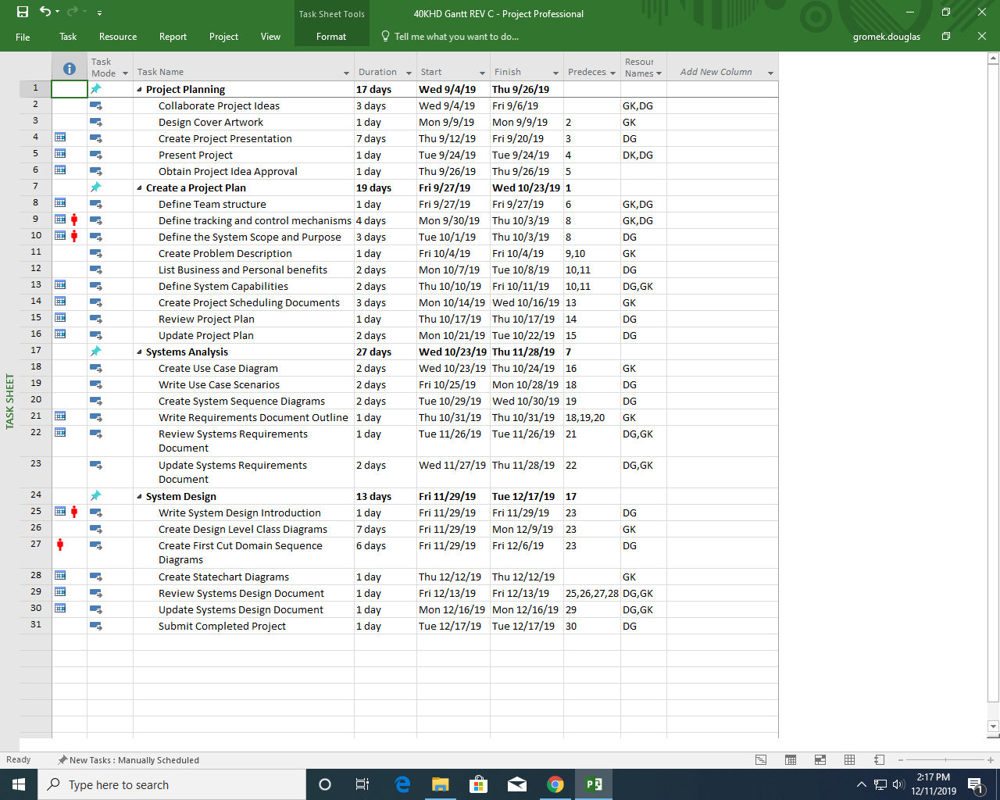 Task Sheet Tools
40KHD Gantt REV C - Project Professional
File Task Resource Report Project View Format Tell me what you want to do... gromek.douglas
Task Mode Task Name Duration Start Finish Predeces Resour Names Add New Column
1 Project Planning 17 days Wed 9/4/19 Thu 9/26/19
2 Collaborate Project Ideas 3 days Wed 9/4/19 Fri 9/6/19 GK,DG
3 Design Cover Artwork 1 day Mon 9/9/19 Mon 9/9/19 2 GK
4 Create Project Presentation 7 days Thu 9/12/19 Fri 9/20/19 3 DG
5 Present Project 1 day Tue 9/24/19 Tue 9/24/19 4 DK,DG
6 Obtain Project Idea Approval 1 day Thu 9/26/19 Thu 9/26/19 5
7 Create a Project Plan 19 days Fri 9/27/19 Wed 10/23/19 1
8 Define Team structure 1 day Fri 9/27/19 Fri 9/27/19 6 GK,DG
9 Define tracking and control mechanisms 4 days Mon 9/30/19 Thu 10/3/19 8 GK,DG
10 Define the System Scope and Purpose 3 days Tue 10/1/19 Thu 10/3/19 8 DG
11 Create Problem Description 1 day Fri 10/4/19 Fri 10/4/19 9,10 GK
12 List Business and Personal benefits 2 days Mon 10/7/19 Tue 10/8/19 10,11 DG
13 Define System Capabilities 2 days Thu 10/10/19 Fri 10/11/19 10,11 DG,GK
14 Create Project Scheduling Documents 3 days Mon 10/14/19 Wed 10/16/19 13 GK
15 Review Project Plan 1 day Thu 10/17/19 Thu 10/17/19 14 DG
16 Update Project Plan 2 days Mon 10/21/19 Tue 10/22/19 15 DG
17 Systems Analysis 27 days Wed 10/23/19 Thu 11/28/19 7
18 Create Use Case Diagram 2 days Wed 10/23/19 Thu 10/24/19 16 GK
19 Write Use Case Scenarios 2 days Fri 10/25/19 Mon 10/28/19 18 DG
20 Create System Sequence Diagrams 2 days Tue 10/29/19 Wed 10/30/19 19 DG
21 Write Requirements Document Outline 1 day Thu 10/31/19 Thu 10/31/19 18,19,20 GK
22 Review Systems Requirements 1 day Tue 11/26/19 Tue 11/26/19 21 DG,GK
Document
23 Update Systems Requirements 2 days Wed 11/27/19 Thu 11/28/19 22 DG,GK
Document
24 System Design 13 days Fri 11/29/19 Tue 12/17/19 17
25 Write System Design Introduction 1 day Fri 11/29/19 Fri 11/29/19 23 DG
26 Create Design Level Class Diagrams 7 days Fri 11/29/19 Mon 12/9/19 23 GK
27 Create First Cut Domain Sequence 6 days Fri 11/29/19 Fri 12/6/19 23 DG
Diagrams
28 Create Statechart Diagrams 1 day Thu 12/12/19 Thu 12/12/19 GK
29 Review Systems Design Document 1 day Fri 12/13/19 Fri 12/13/19 25,26,27,28 DG,GK
30 Update Systems Design Document 1 day Mon 12/16/19 Mon 12/16/19 29 DG,GK
31 Submit Completed Project 1 day Tue 12/17/19 Tue 12/17/19 30 DG
TASK SHEET
Ready New Tasks : Manually Scheduled
Type here to search
2:17 PM
12/11/2019
1